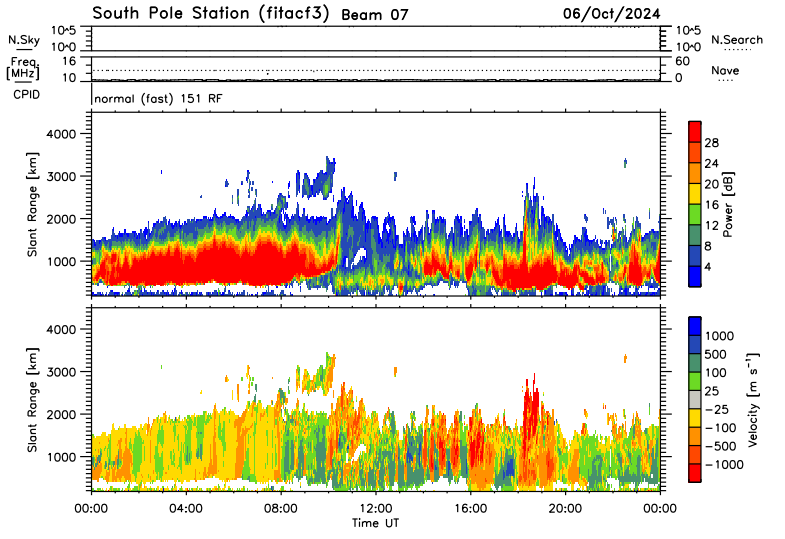 South Pole Station (fitacf3) Beam 07 06/Oct/2024
N.Sky 10^5 10^0 10^5 10^0 N.Search
Freq. [MHz] 16 10 60 0 Nave
CPID normal (fast) 151 RF
Slant Range [km] 4000 3000 2000 1000
Power [dB] 28 24 20 16 12 8 4
Slant Range [km] 4000 3000 2000 1000
Velocity [m s⁻¹] 1000 500 100 25 −25 −100 −500 −1000
00:00 04:00 08:00 12:00 16:00 20:00 00:00
Time UT